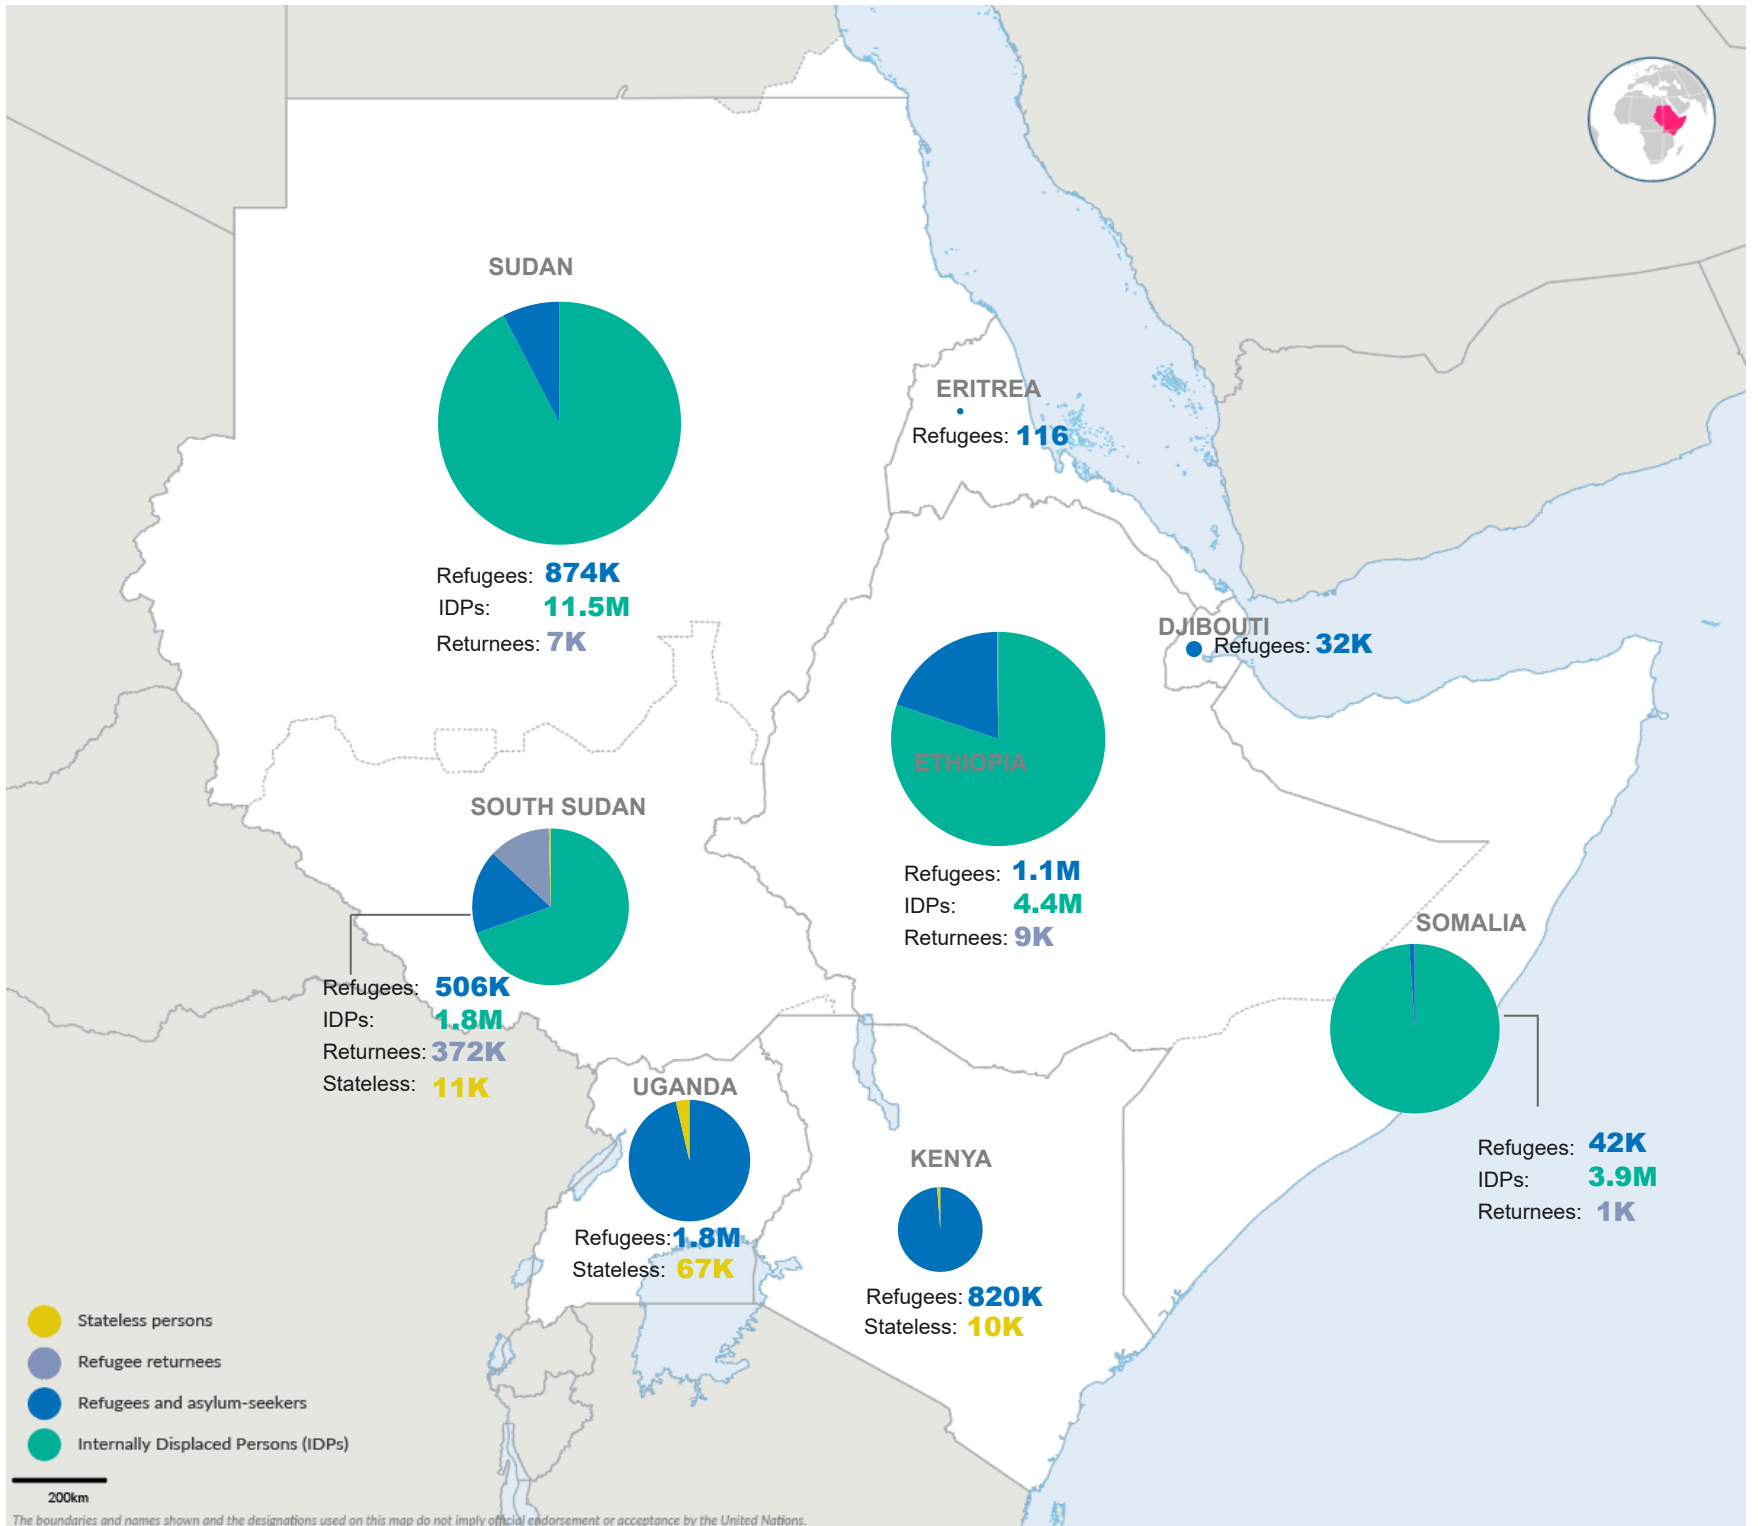 SUDAN
Refugees: 874K
IDPs: 11.5M
Returnees: 7K
ERITREA
Refugees: 116
DJIBOUTI
Refugees: 32K
ETHIOPIA
Refugees: 1.1M
IDPs: 4.4M
Returnees: 9K
SOUTH SUDAN
Refugees: 506K
IDPs: 1.8M
Returnees: 372K
Stateless: 11K
SOMALIA
Refugees: 42K
IDPs: 3.9M
Returnees: 1K
UGANDA
Refugees: 1.8M
Stateless: 67K
KENYA
Refugees: 820K
Stateless: 10K
Stateless persons
Refugee returnees
Refugees and asylum-seekers
Internally Displaced Persons (IDPs)
200km
The boundaries and names shown and the designations used on this map do not imply official endorsement or acceptance by the United Nations.